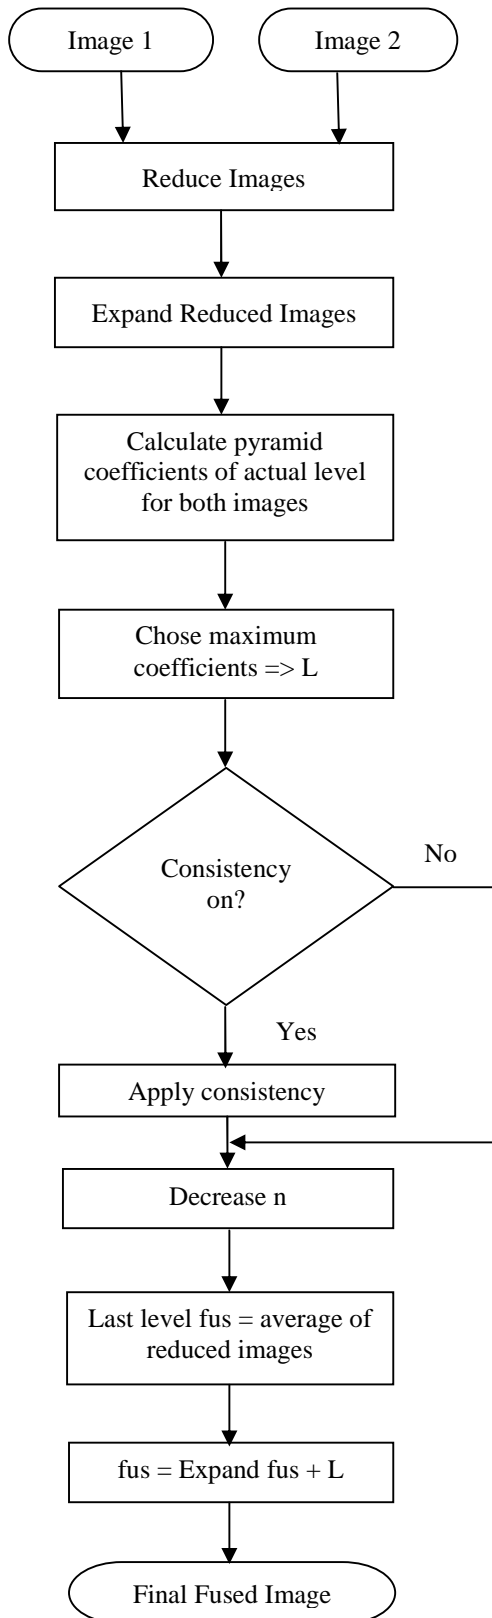 Image 1
Image 2
Reduce Images
Expand Reduced Images
Calculate pyramid
coefficients of actual level
for both images
Chose maximum
coefficients => L
Consistency
on?
No
Yes
Apply consistency
Decrease n
Last level fus = average of
reduced images
fus = Expand fus + L
Final Fused Image